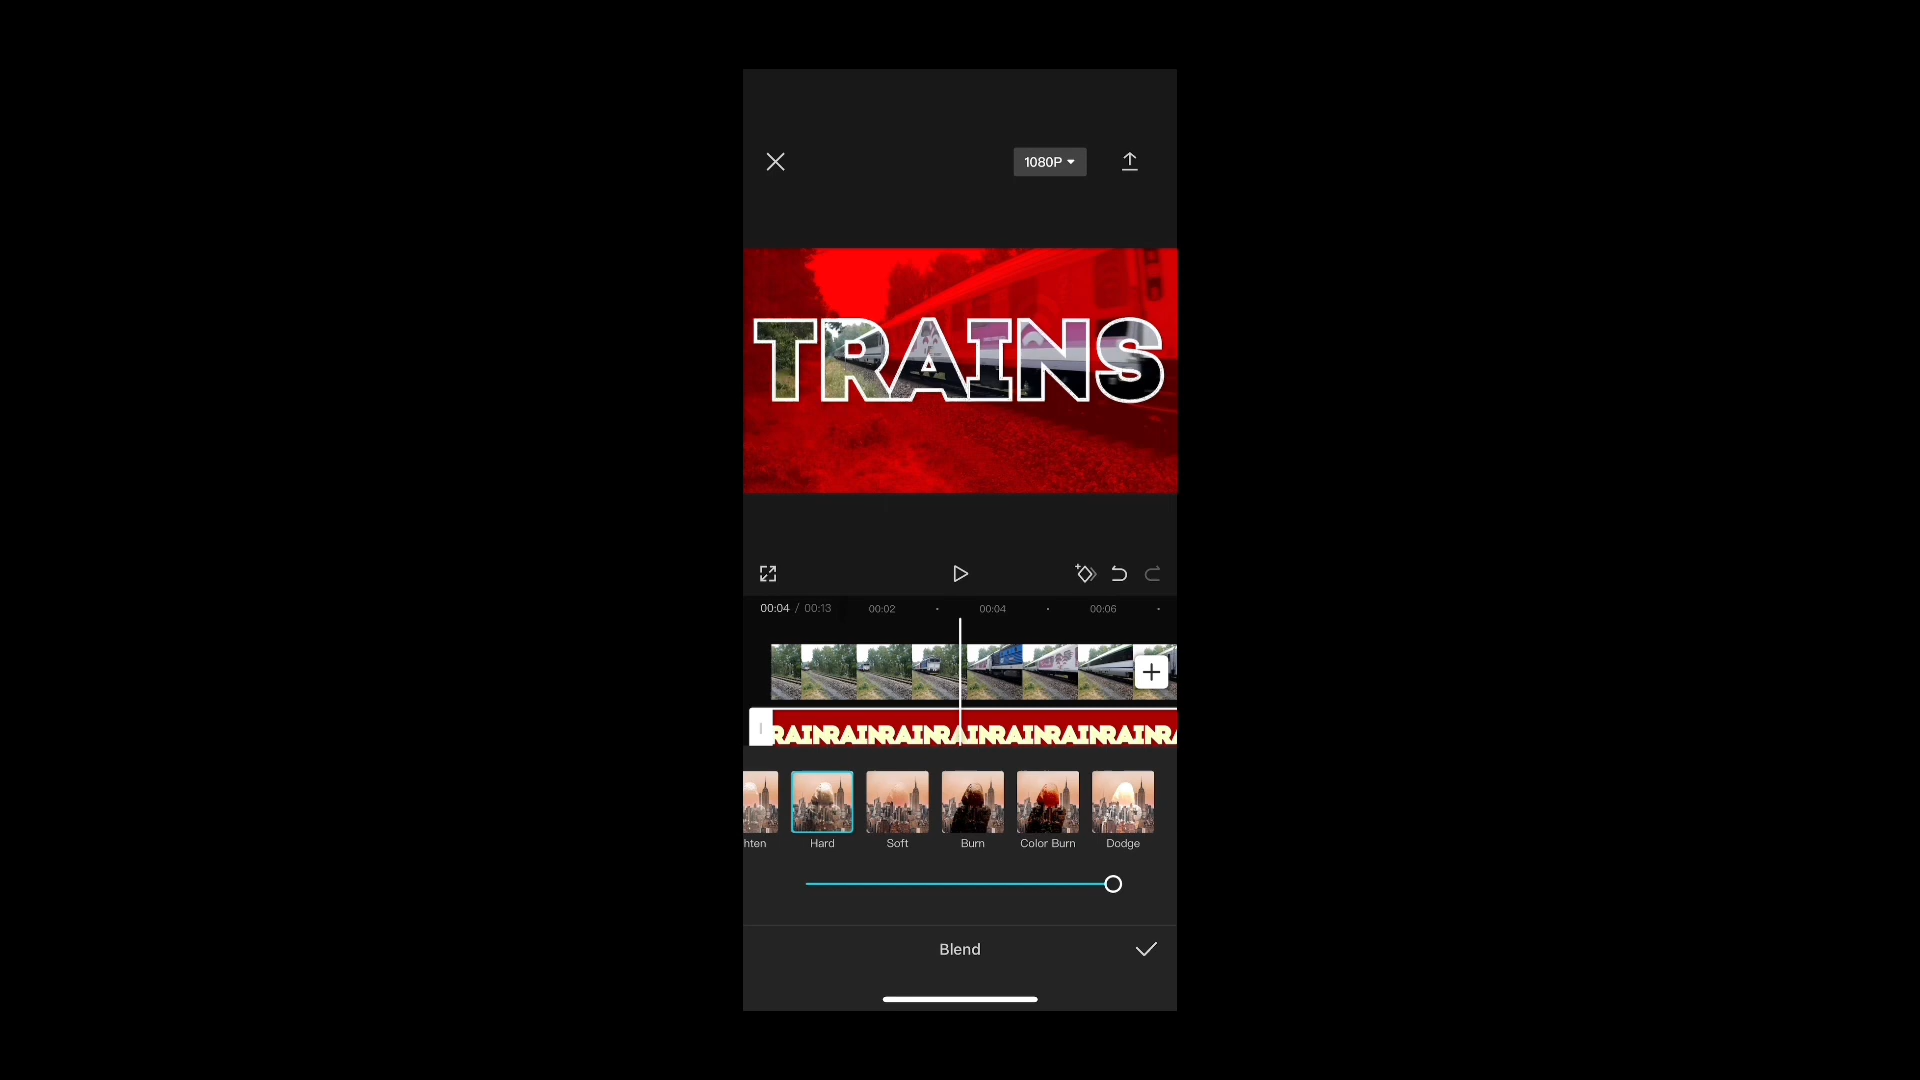 1080P
TRAINS
00:04 / 00:13 00:02 00:04 00:06
RAINRAINRAINRAINRAINRAINRAINRA
hten Hard Soft Burn Color Burn Dodge
Blend